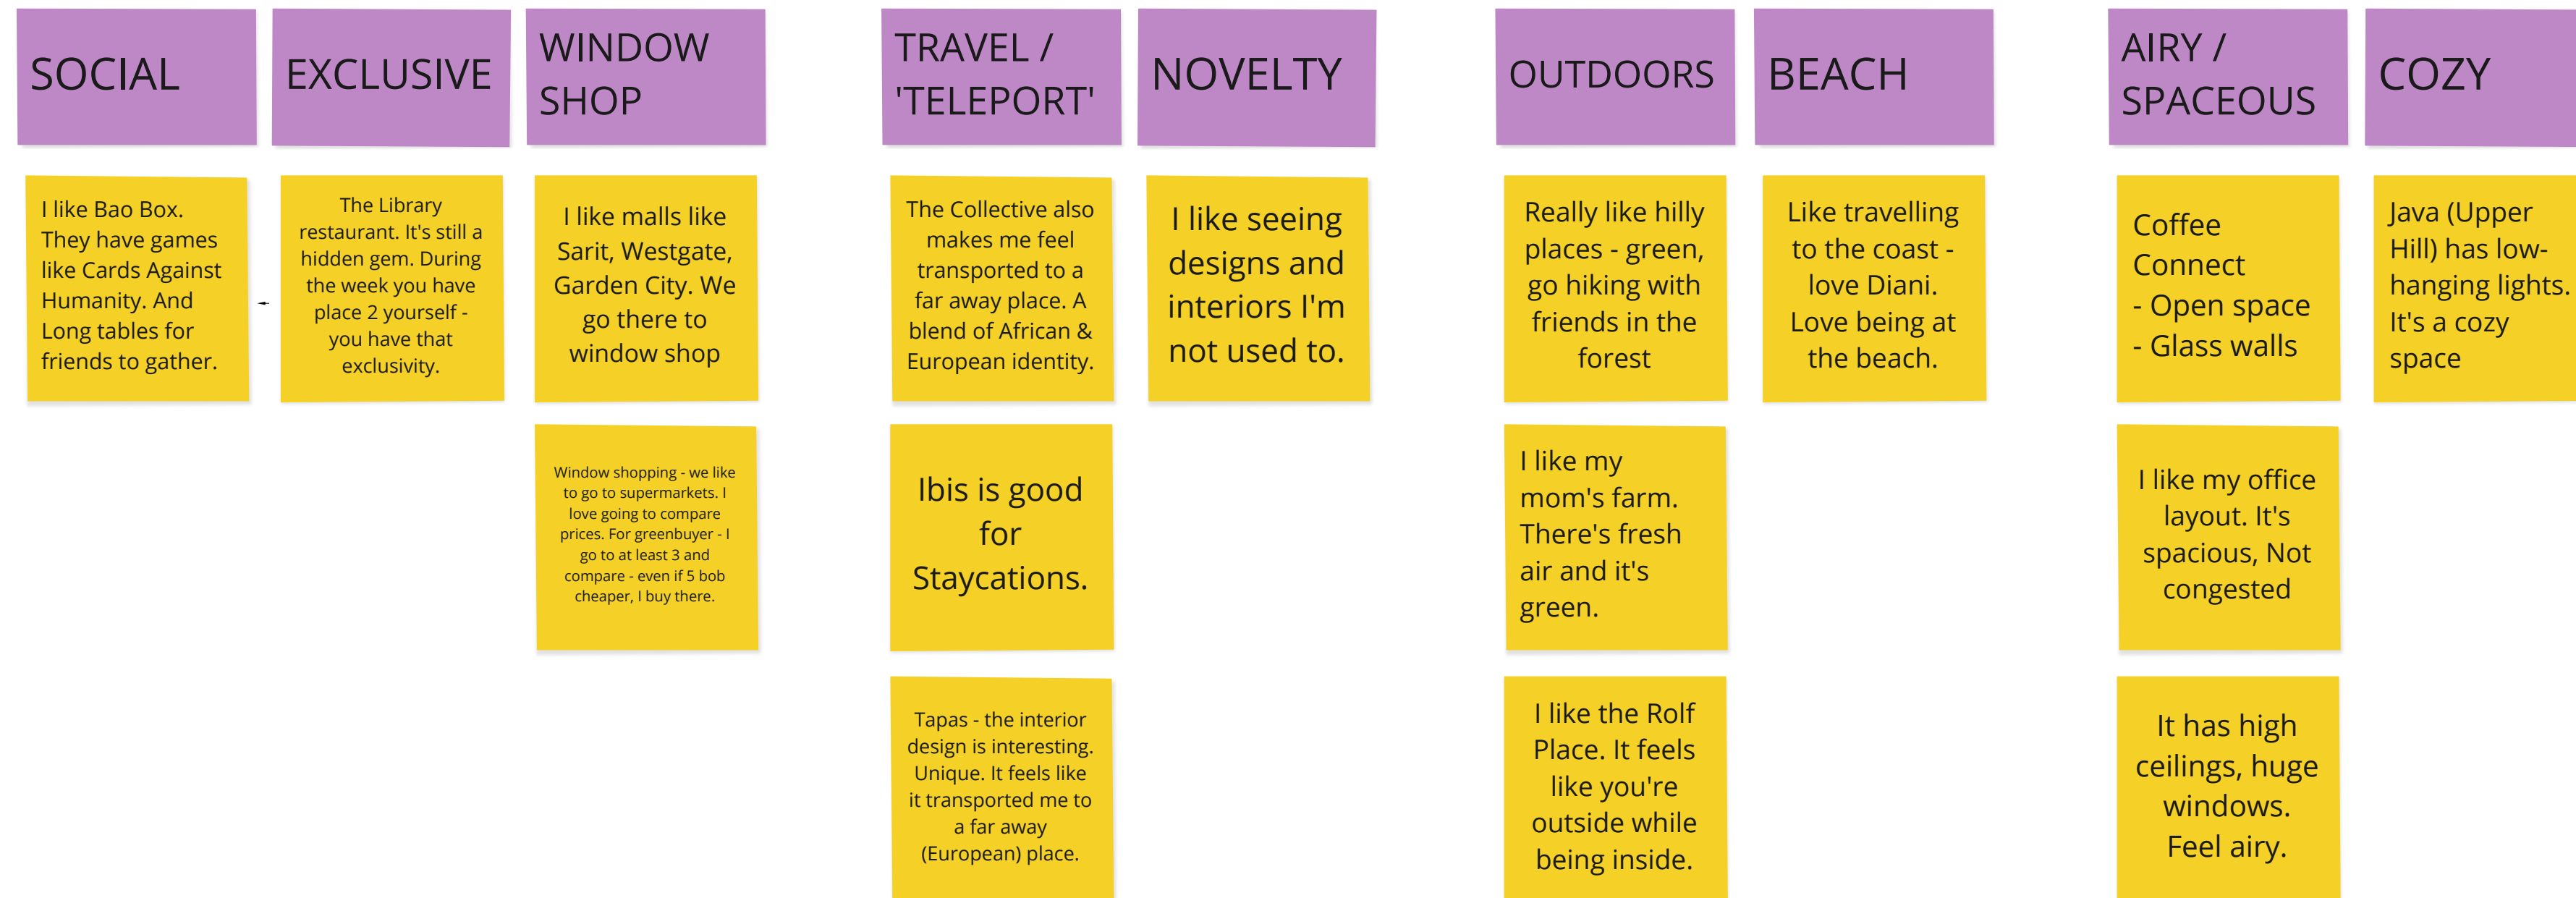 SOCIAL
EXCLUSIVE
WINDOW
SHOP
TRAVEL /
'TELEPORT'
NOVELTY
OUTDOORS
BEACH
AIRY /
SPACEOUS
COZY
I like Bao Box.
They have games
like Cards Against
Humanity. And
Long tables for
friends to gather.
The Library
restaurant. It's still a
hidden gem. During
the week you have
place 2 yourself -
you have that
exclusivity.
I like malls like
Sarit, Westgate,
Garden City. We
go there to
window shop
The Collective also
makes me feel
transported to a
far away place. A
blend of African &
European identity.
I like seeing
designs and
interiors I'm
not used to.
Really like hilly
places - green,
go hiking with
friends in the
forest
Like travelling
to the coast -
love Diani.
Love being at
the beach.
Coffee
Connect
- Open space
- Glass walls
Java (Upper
Hill) has low-
hanging lights.
It's a cozy
space
Window shopping - we like
to go to supermarkets. I
love going to compare
prices. For greenbuyer - I
go to at least 3 and
compare - even if 5 bob
cheaper, I buy there.
Ibis is good
for
Staycations.
I like my
mom's farm.
There's fresh
air and it's
green.
I like my office
layout. It's
spacious, Not
congested
Tapas - the interior
design is interesting.
Unique. It feels like
it transported me to
a far away
(European) place.
I like the Rolf
Place. It feels
like you're
outside while
being inside.
It has high
ceilings, huge
windows.
Feel airy.